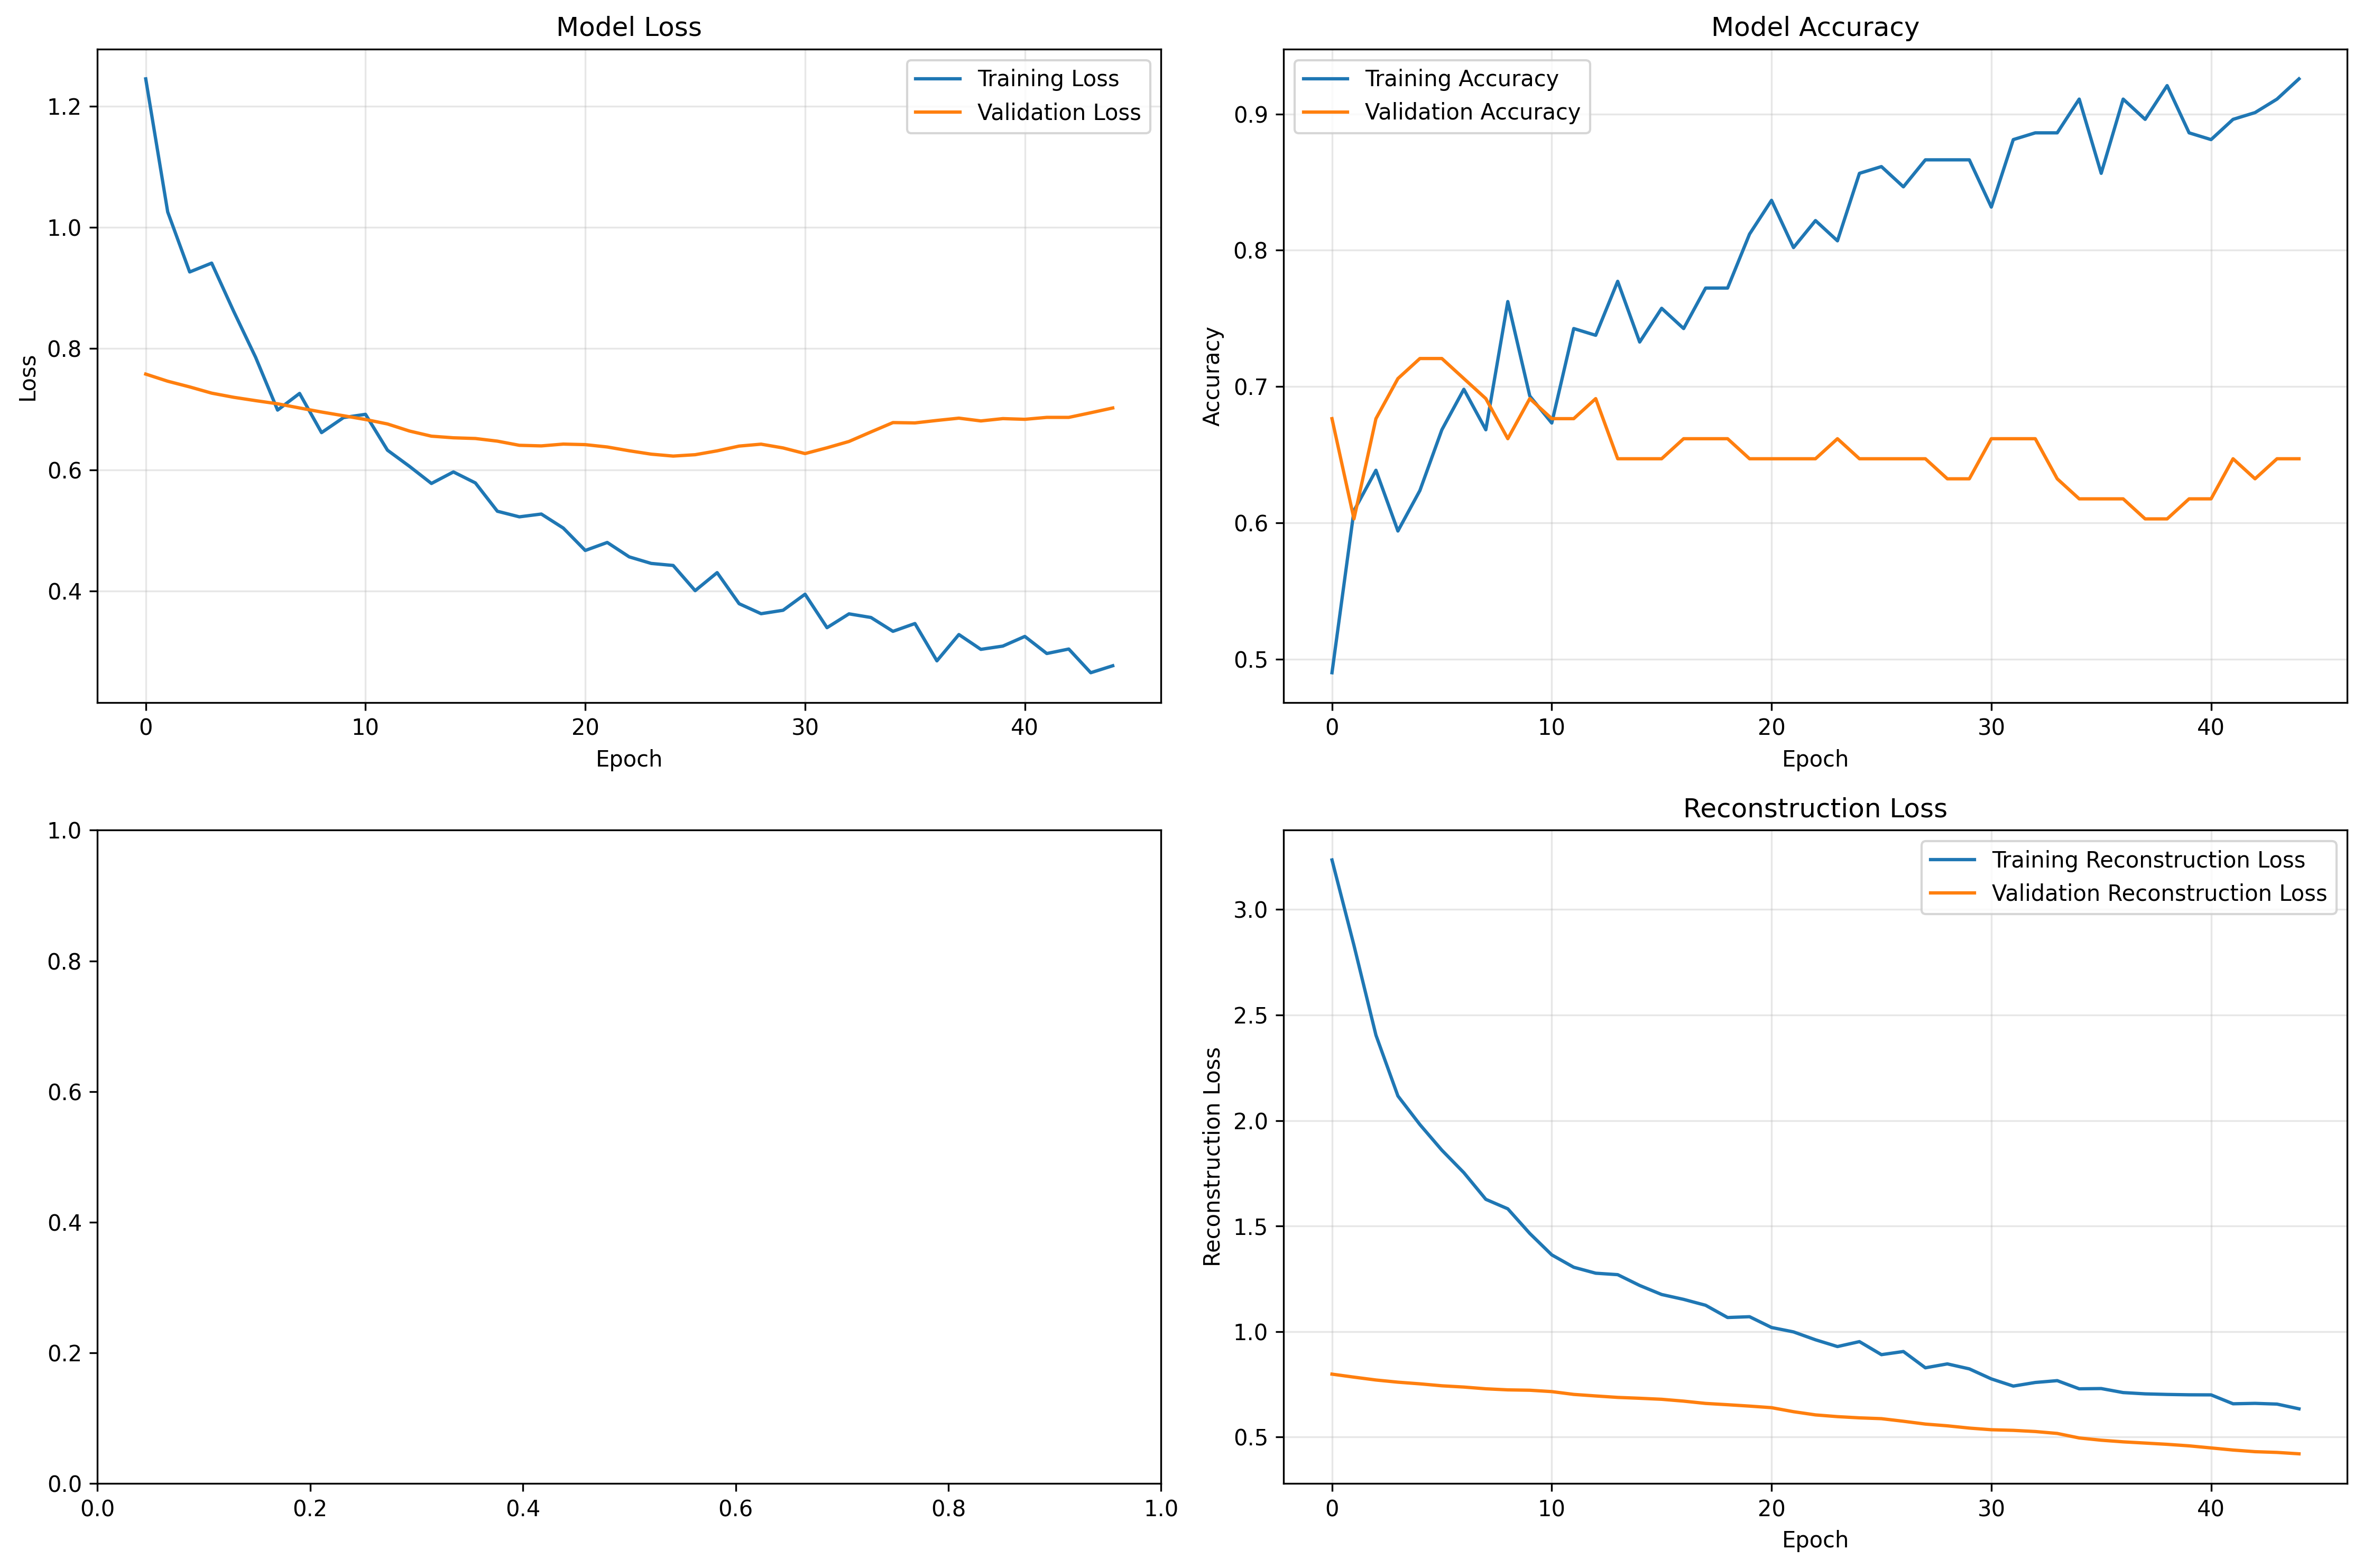 Model Loss
Training Loss
Validation Loss
1.2
1.0
0.8
0.6
0.4
Loss
0 10 20 30 40
Epoch
Model Accuracy
Training Accuracy
Validation Accuracy
0.9
0.8
0.7
0.6
0.5
Accuracy
0 10 20 30 40
Epoch
1.0
0.8
0.6
0.4
0.2
0.0
0.0 0.2 0.4 0.6 0.8 1.0
Reconstruction Loss
Training Reconstruction Loss
Validation Reconstruction Loss
3.0
2.5
2.0
1.5
1.0
0.5
Reconstruction Loss
0 10 20 30 40
Epoch